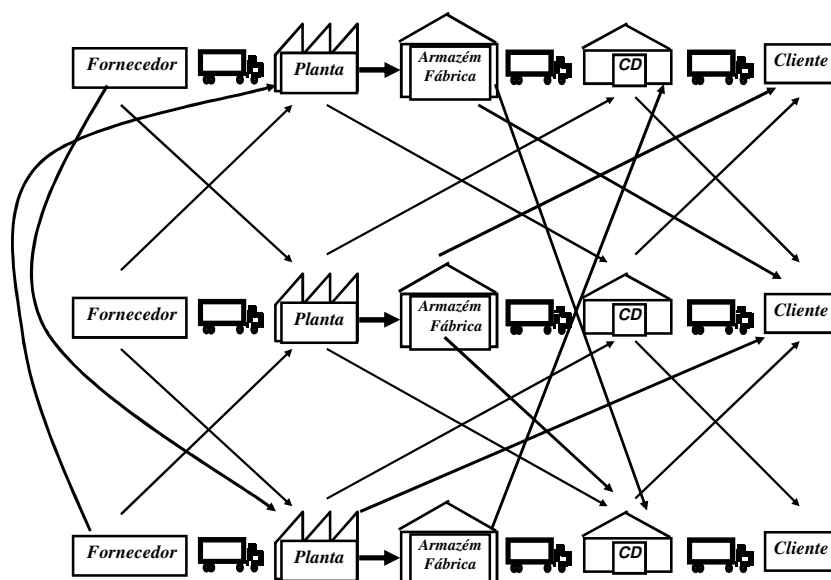 Fornecedor
Planta
Armazém
Fábrica
CD
Cliente
Fornecedor
Planta
Armazém
Fábrica
CD
Cliente
Fornecedor
Planta
Armazém
Fábrica
CD
Cliente